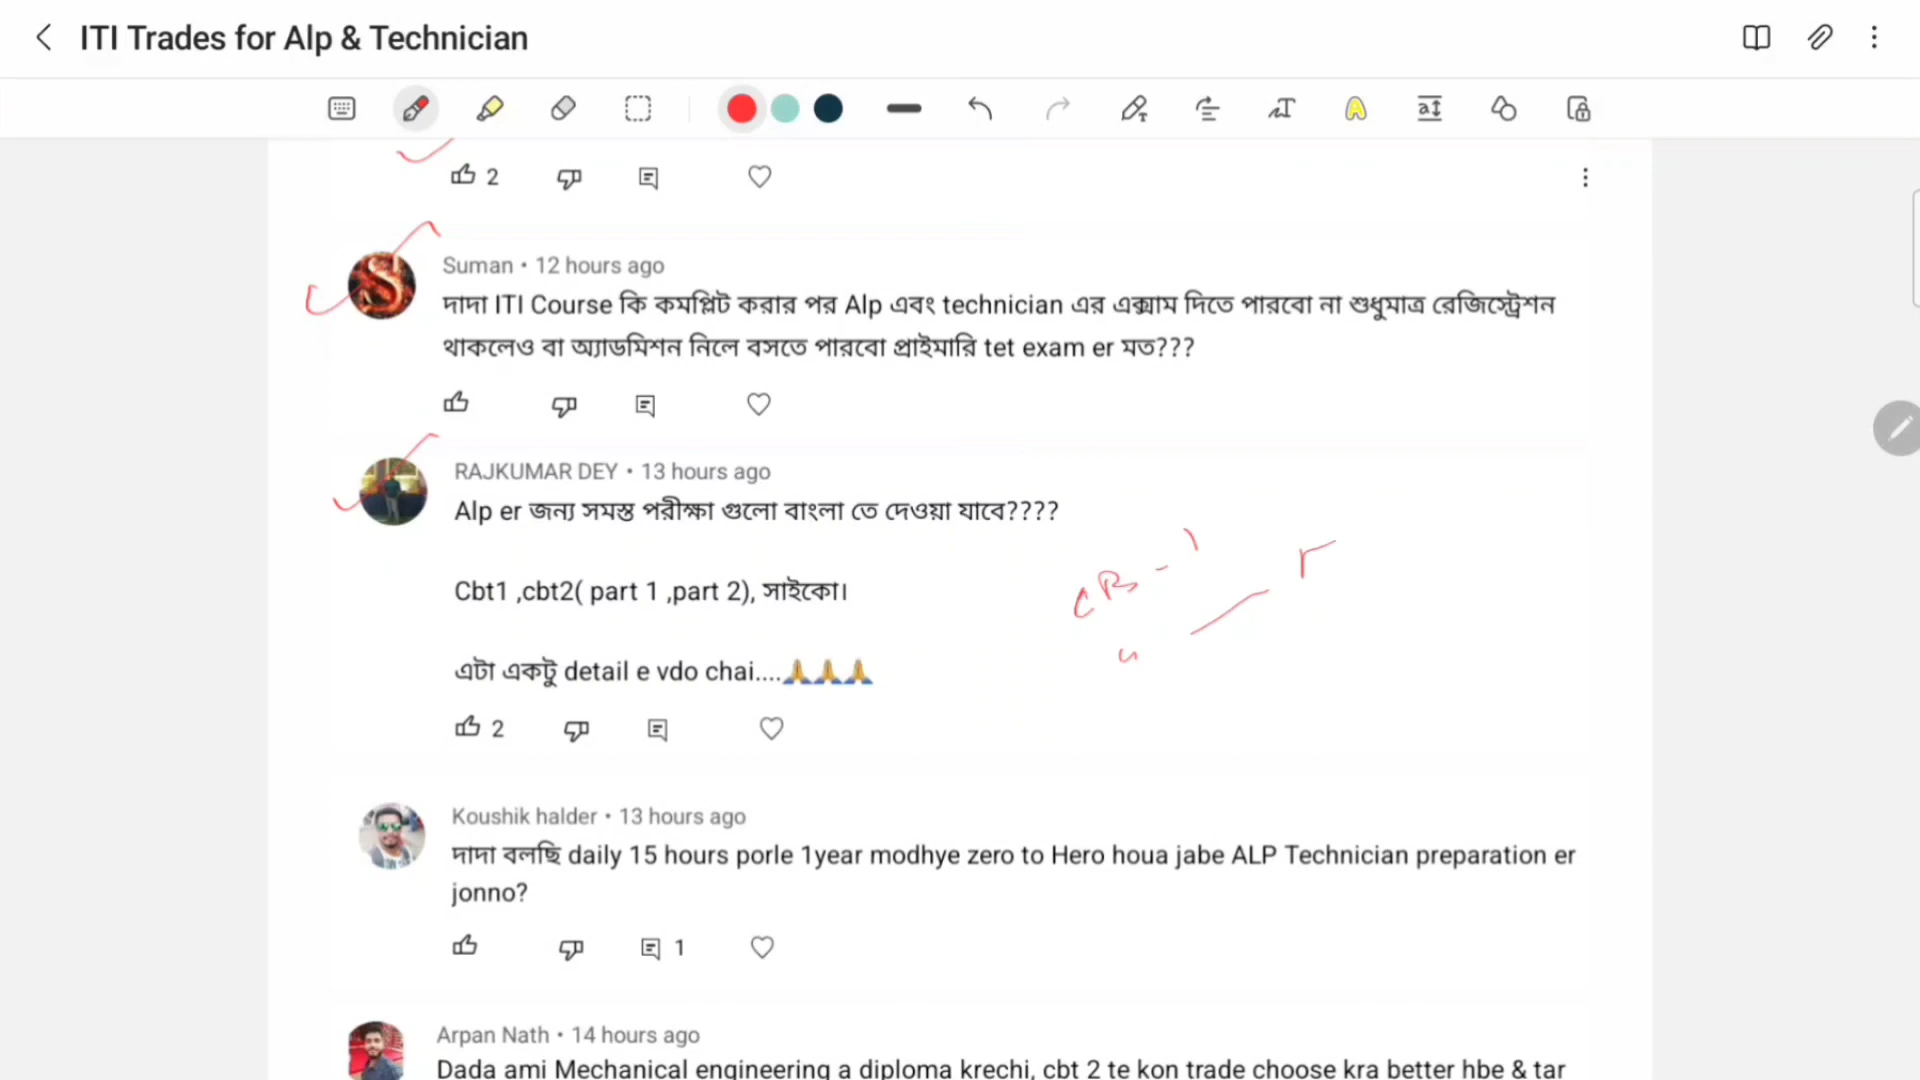 ITI Trades for Alp & Technician
2
Suman • 12 hours ago
দাদা ITI Course কি কমপ্লিট করার পর Alp এবং technician এর এক্সাম দিতে পারবো না শুধুমাত্র রেজিস্ট্রেশন
থাকলেও বা অ্যাডমিশন নিলে বসতে পারবো প্রাইমারি tet exam er মত???
RAJKUMAR DEY • 13 hours ago
Alp er জন্য সমস্ত পরীক্ষা গুলো বাংলা তে দেওয়া যাবে????
Cbt1 ,cbt2( part 1 ,part 2), সাইকো।
এটা একটু detail e vdo chai....🙏🙏🙏
2
Koushik halder • 13 hours ago
দাদা বলছি daily 15 hours porle 1year modhye zero to Hero houa jabe ALP Technician preparation er
jonno?
1
Arpan Nath • 14 hours ago
Dada ami Mechanical engineering a diploma krechi, cbt 2 te kon trade choose kra better hbe & tar